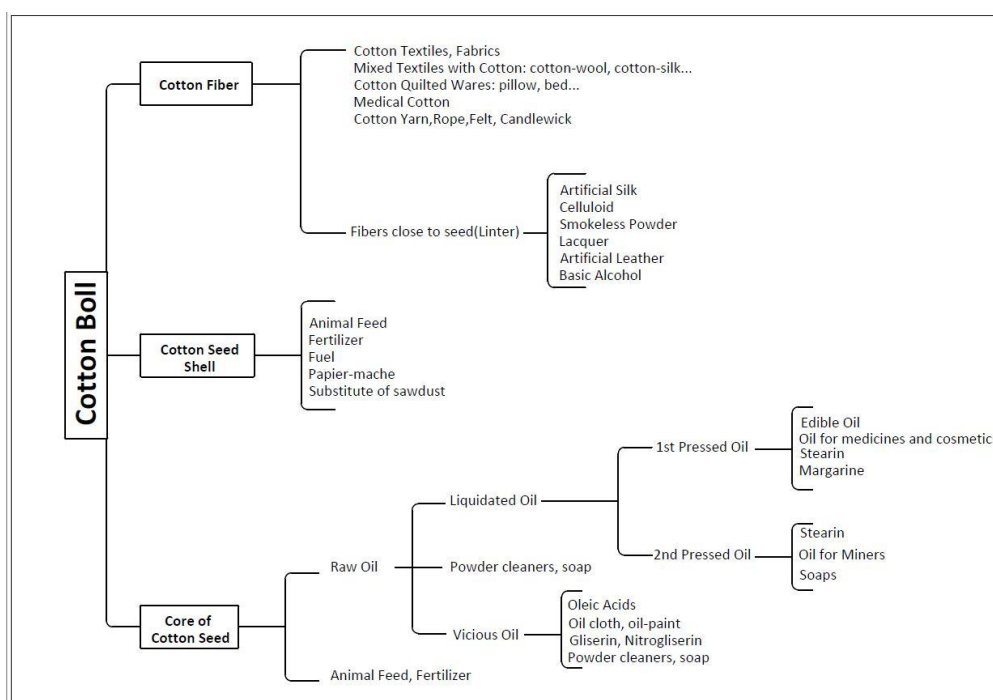 Cotton Boll
Cotton Fiber
Cotton Textiles, Fabrics
Mixed Textiles with Cotton: cotton-wool, cotton-silk...
Cotton Quilted Wares: pillow, bed...
Medical Cotton
Cotton Yarn,Rope,Felt, Candlewick
Fibers close to seed(Linter)
Artificial Silk
Celluloid
Smokeless Powder
Lacquer
Artificial Leather
Basic Alcohol
Cotton Seed
Shell
Animal Feed
Fertilizer
Fuel
Papier-mache
Substitute of sawdust
Core of
Cotton Seed
Raw Oil
Liquidated Oil
1st Pressed Oil
Edible Oil
Oil for medicines and cosmetic
Stearin
Margarine
2nd Pressed Oil
Stearin
Oil for Miners
Soaps
Powder cleaners, soap
Vicious Oil
Oleic Acids
Oil cloth, oil-paint
Gliserin, Nitrogliserin
Powder cleaners, soap
Animal Feed, Fertilizer